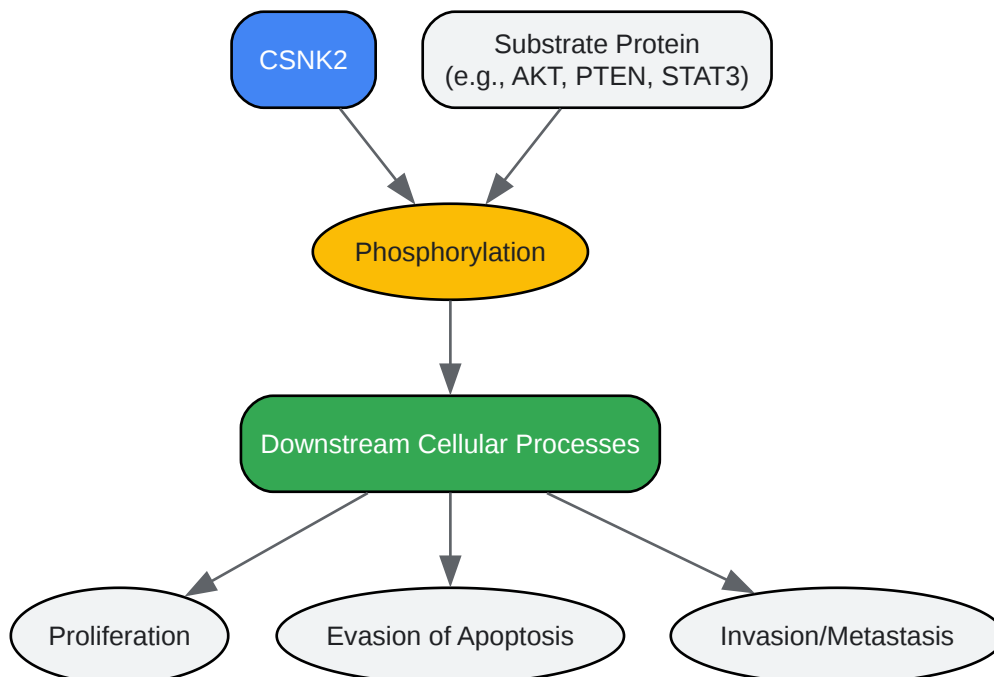 CSNK2
Substrate Protein
(e.g., AKT, PTEN, STAT3)
Phosphorylation
Downstream Cellular Processes
Proliferation
Evasion of Apoptosis
Invasion/Metastasis